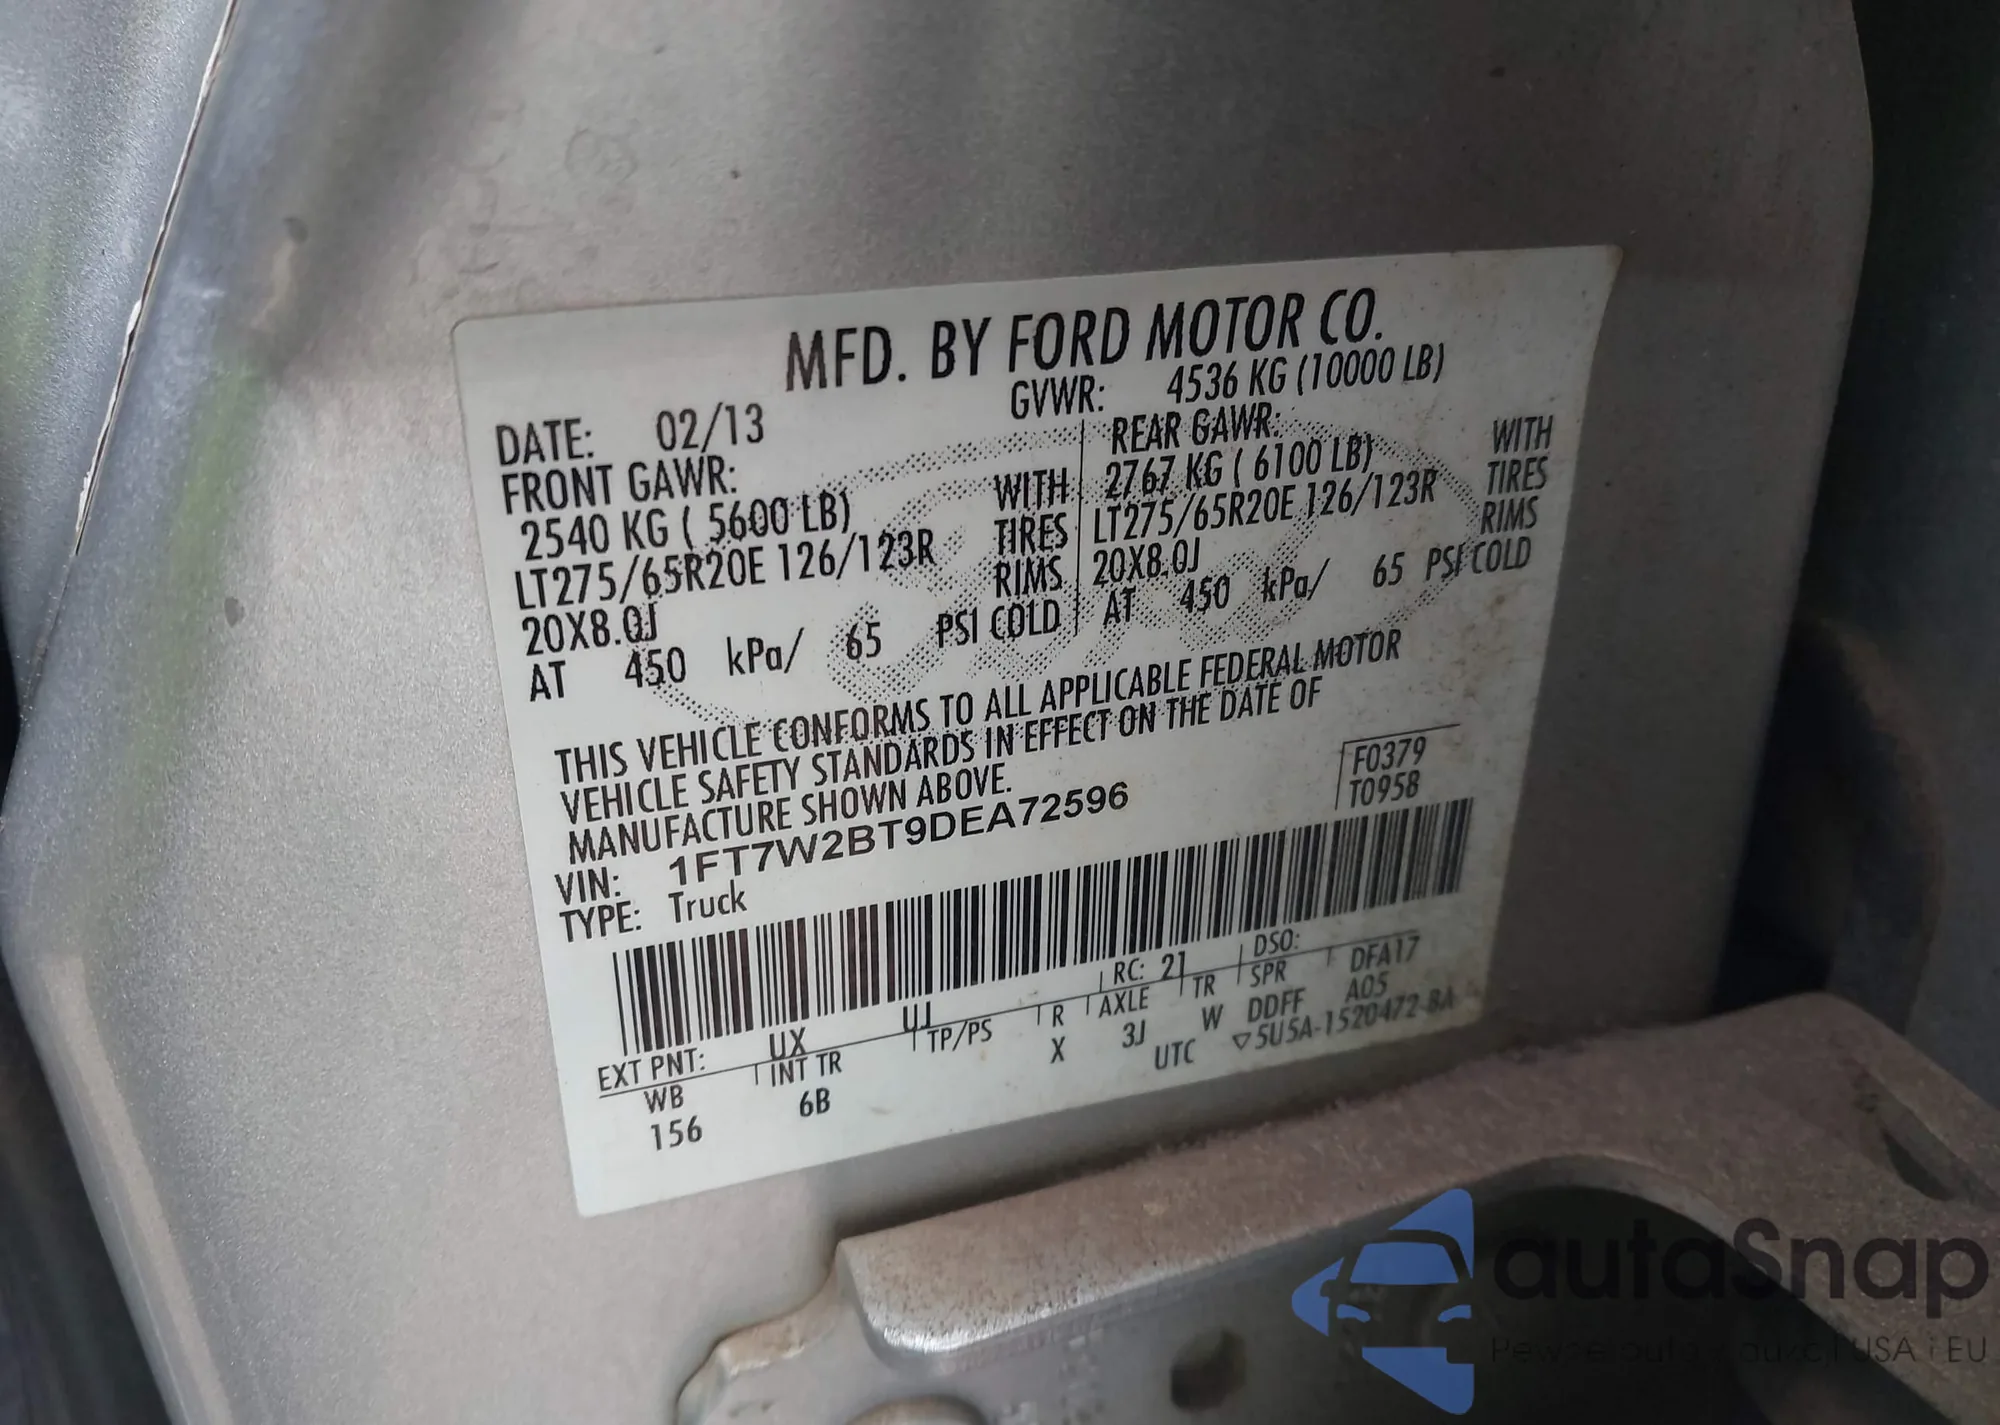 MFD. BY FORD MOTOR CO.
DATE: 02/13 GVWR: 4536 KG (10000 LB)
FRONT GAWR:
2540 KG ( 5600 LB) WITH
LT275/65R20E 126/123R TIRES
20X8.0J RIMS
AT 450 kPa/ 65 PSI COLD
REAR GAWR: WITH
2767 KG ( 6100 LB) TIRES
LT275/65R20E 126/123R RIMS
20X8.0J
AT 450 kPa/ 65 PSI COLD
THIS VEHICLE CONFORMS TO ALL APPLICABLE FEDERAL MOTOR
VEHICLE SAFETY STANDARDS IN EFFECT ON THE DATE OF
MANUFACTURE SHOWN ABOVE.
F0379
T0958
VIN: 1FT7W2BT9DEA72596
TYPE: Truck
EXT PNT: UX UJ RC: 21 DSO:
WB INT TR TP/PS R AXLE TR SPR DFA17
156 6B X 3J W DDFF A05
UTC ▽5U5A-1520472-BA
autoSnap
USA i EU